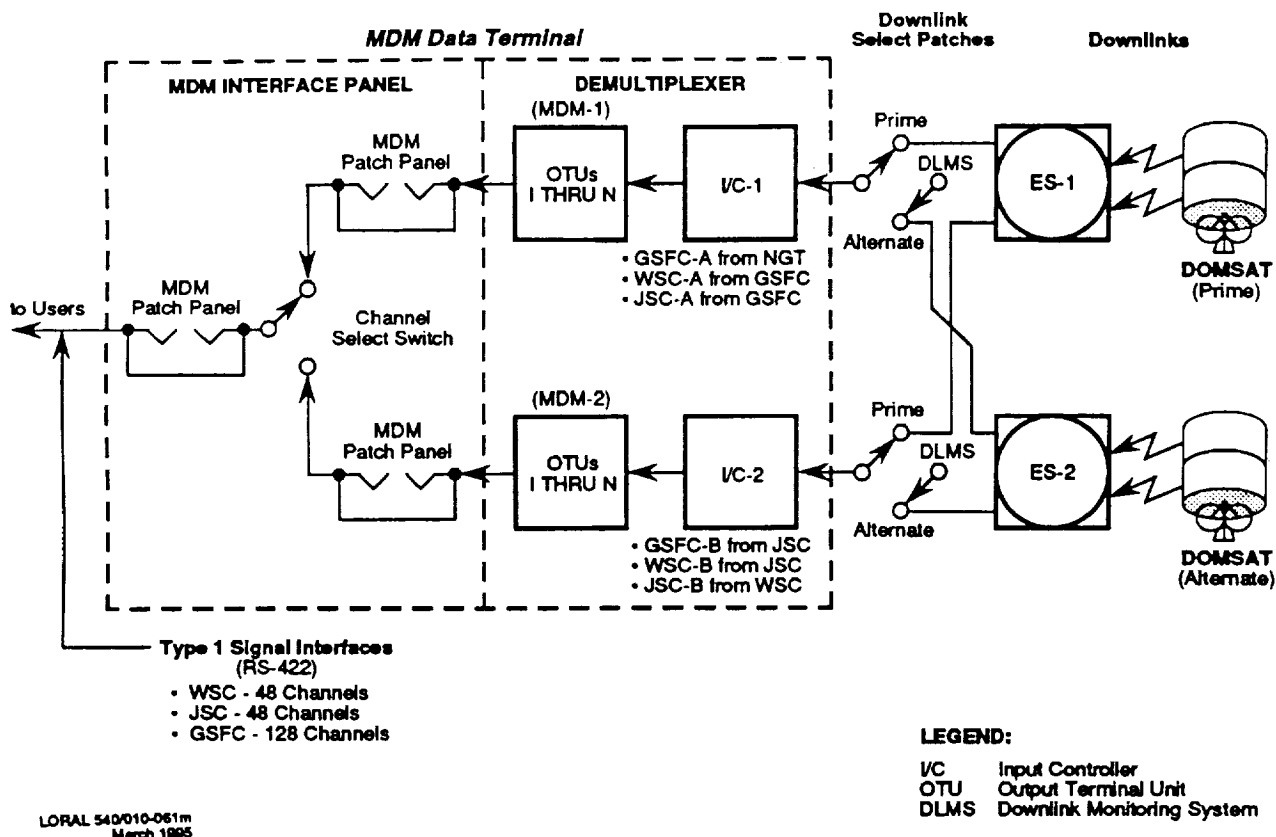 Downlink
Select Patches
Downlinks
MDM Data Terminal
MDM INTERFACE PANEL
DEMULTIPLEXER
(MDM-1)
MDM
Patch Panel
OTUs
I THRU N
I/C-1
Prime
DLMS
Alternate
ES-1
DOMSAT
(Prime)
• GSFC-A from NGT
• WSC-A from GSFC
• JSC-A from GSFC
to Users
MDM
Patch Panel
Channel
Select Switch
(MDM-2)
MDM
Patch Panel
OTUs
I THRU N
I/C-2
Prime
DLMS
Alternate
ES-2
DOMSAT
(Alternate)
• GSFC-B from JSC
• WSC-B from JSC
• JSC-B from WSC
Type 1 Signal Interfaces
(RS-422)
• WSC - 48 Channels
• JSC - 48 Channels
• GSFC - 128 Channels
LEGEND:
I/C Input Controller
OTU Output Terminal Unit
DLMS Downlink Monitoring System
LORAL 540/010-061m
March 1995